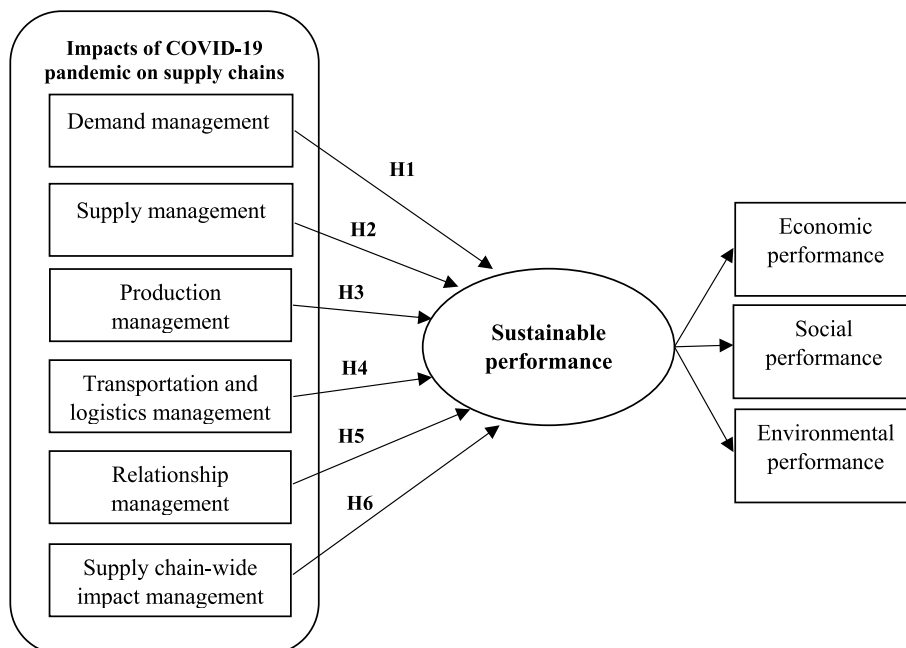 Impacts of COVID-19
pandemic on supply chains
Demand management
Supply management
Production
management
Transportation and
logistics management
Relationship
management
Supply chain-wide
impact management
H1
H2
H3
H4
H5
H6
Sustainable
performance
Economic
performance
Social
performance
Environmental
performance